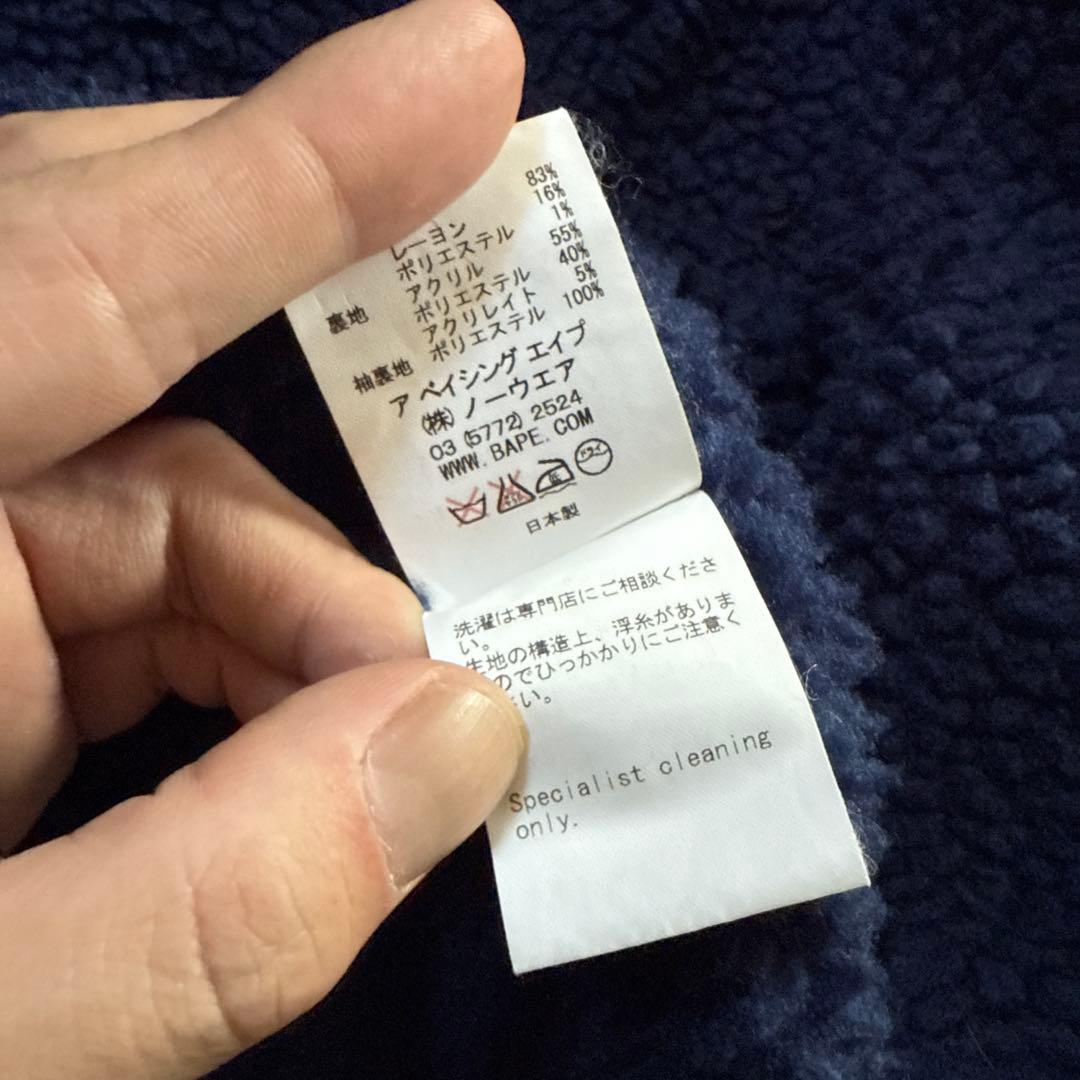 83%
16%
レーヨン 1%
ポリエステル 55%
裏地 アクリル 40%
ポリエステル 5%
アクリレイト 100%
袖裏地 ポリエステル
ア ベイシング エイプ
(株) ノーウエア
03 (5772) 2524
WWW.BAPE.COM
ドライ
日本製
洗濯は専門店にご相談くださ
い。
生地の構造上、浮糸がありま
のでひっかかりにご注意く
い。
Specialist cleaning
only.